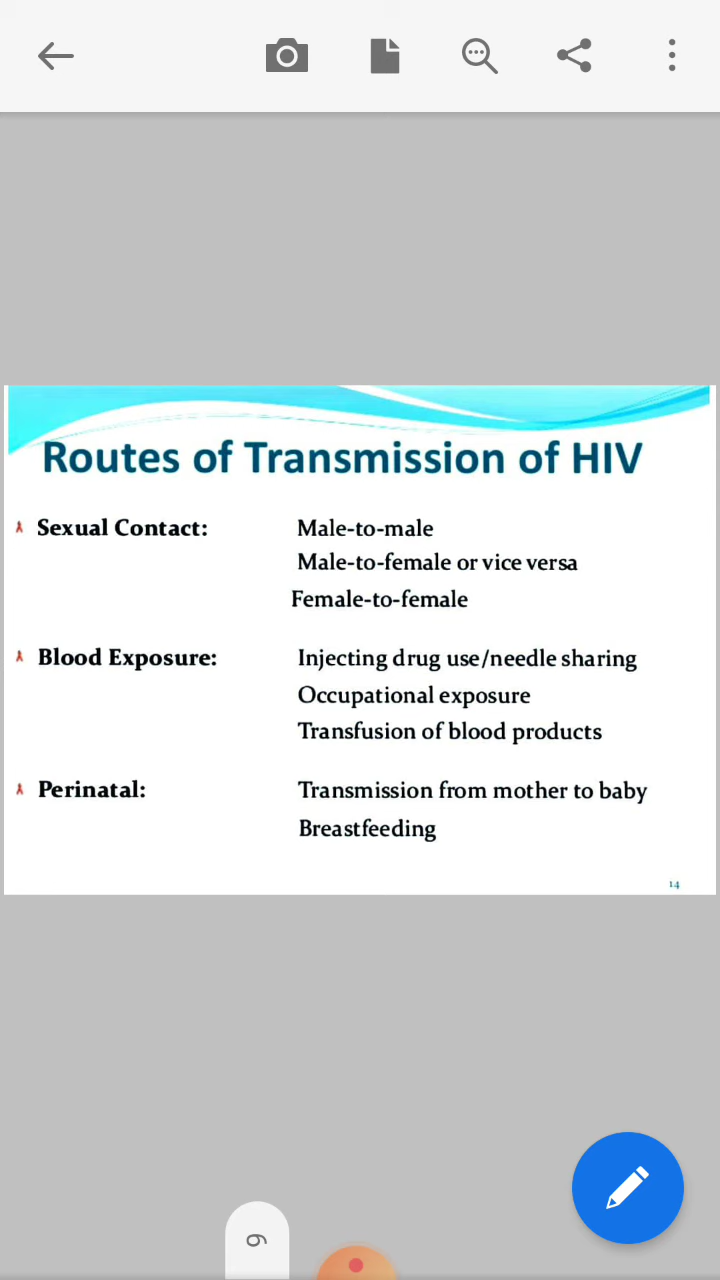 Routes of Transmission of HIV
Sexual Contact: Male-to-male
Male-to-female or vice versa
Female-to-female
Blood Exposure: Injecting drug use/needle sharing
Occupational exposure
Transfusion of blood products
Perinatal: Transmission from mother to baby
Breastfeeding
14
6